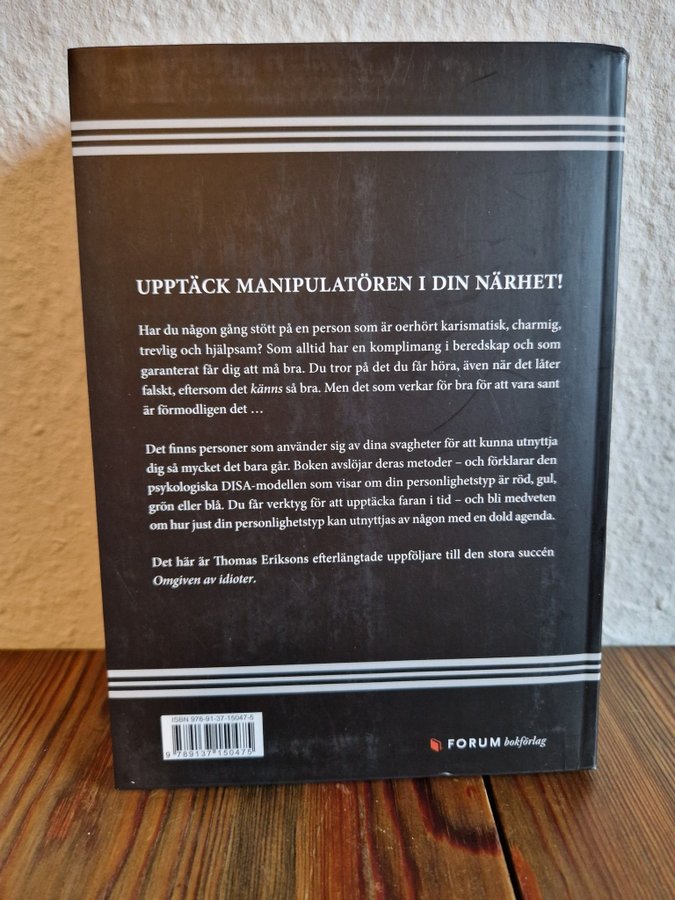 UPPTÄCK MANIPULATÖREN I DIN NÄRHET!
Har du någon gång stött på en person som är oerhört karismatisk, charmig,
trevlig och hjälpsam? Som alltid har en komplimang i beredskap och som
garanterat får dig att må bra. Du tror på det du får höra, även när det låter
falskt, eftersom det känns så bra. Men det som verkar för bra för att vara sant
är förmodligen det …
Det finns personer som använder sig av dina svagheter för att kunna utnyttja
dig så mycket det bara går. Boken avslöjar deras metoder – och förklarar den
psykologiska DISA-modellen som visar om din personlighetstyp är röd, gul,
grön eller blå. Du får verktyg för att upptäcka faran i tid – och bli medveten
om hur just din personlighetstyp kan utnyttjas av någon med en dold agenda.
Det här är Thomas Eriksons efterlängtade uppföljare till den stora succén
Omgiven av idioter.
ISBN 978-91-37-15047-5
9 789137 150475
FORUM bokförlag